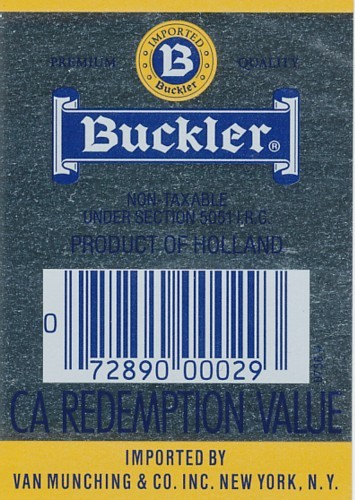 IMPORTED
B
Buckler
PREMIUM QUALITY
Buckler®
NON-TAXABLE
UNDER SECTION 5051 I.R.C.
PRODUCT OF HOLLAND
0 72890 00029
CA REDEMPTION VALUE
IMPORTED BY
VAN MUNCHING & CO. INC. NEW YORK, N.Y.